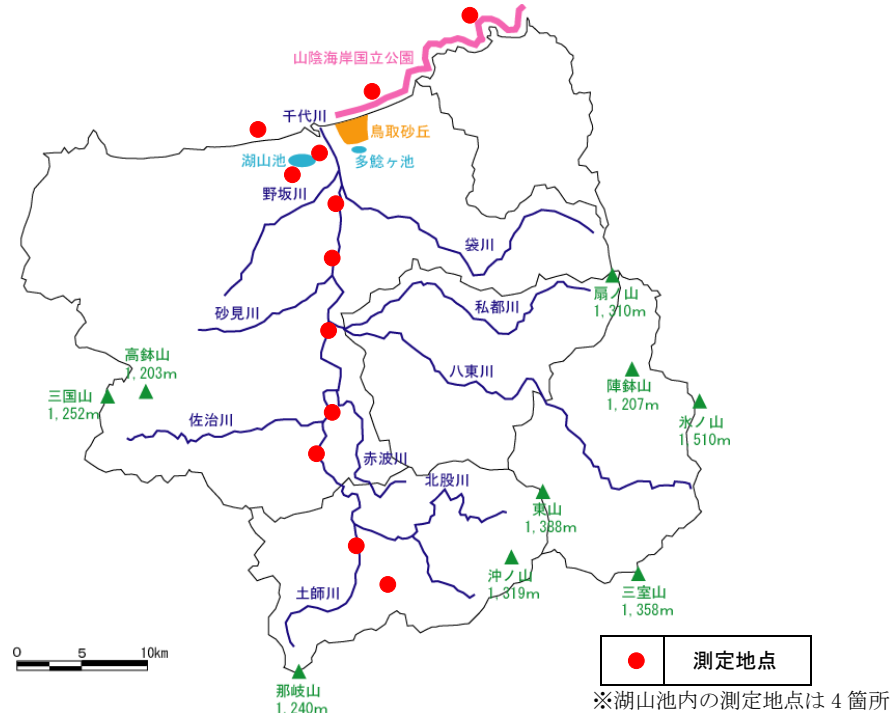 山陰海岸国立公園
千代川
鳥取砂丘
湖山池
多鯰ヶ池
野坂川
袋川
扇ノ山
1,310m
私都川
砂見川
高鉢山
1,203m
八東川
陣鉢山
1,207m
三国山
1,252m
氷ノ山
1,510m
佐治川
赤波川
北股川
東山
1,388m
沖ノ山
1,319m
土師川
三室山
1,358m
0 5 10km
那岐山
1,240m
測定地点
※湖山池内の測定地点は4箇所